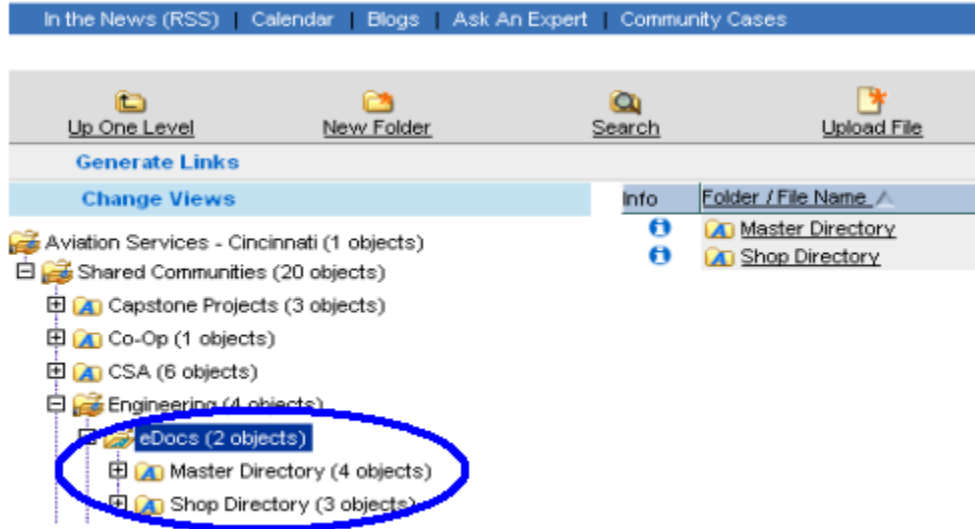 In the News (RSS) | Calendar | Blogs | Ask An Expert | Community Cases
Up One Level New Folder Search Upload File
Generate Links
Change Views
Info Folder / File Name
Master Directory
Shop Directory
Aviation Services - Cincinnati (1 objects)
Shared Communities (20 objects)
Capstone Projects (3 objects)
Co-Op (1 objects)
CSA (6 objects)
Engineering (4 objects)
eDocs (2 objects)
Master Directory (4 objects)
Shop Directory (3 objects)